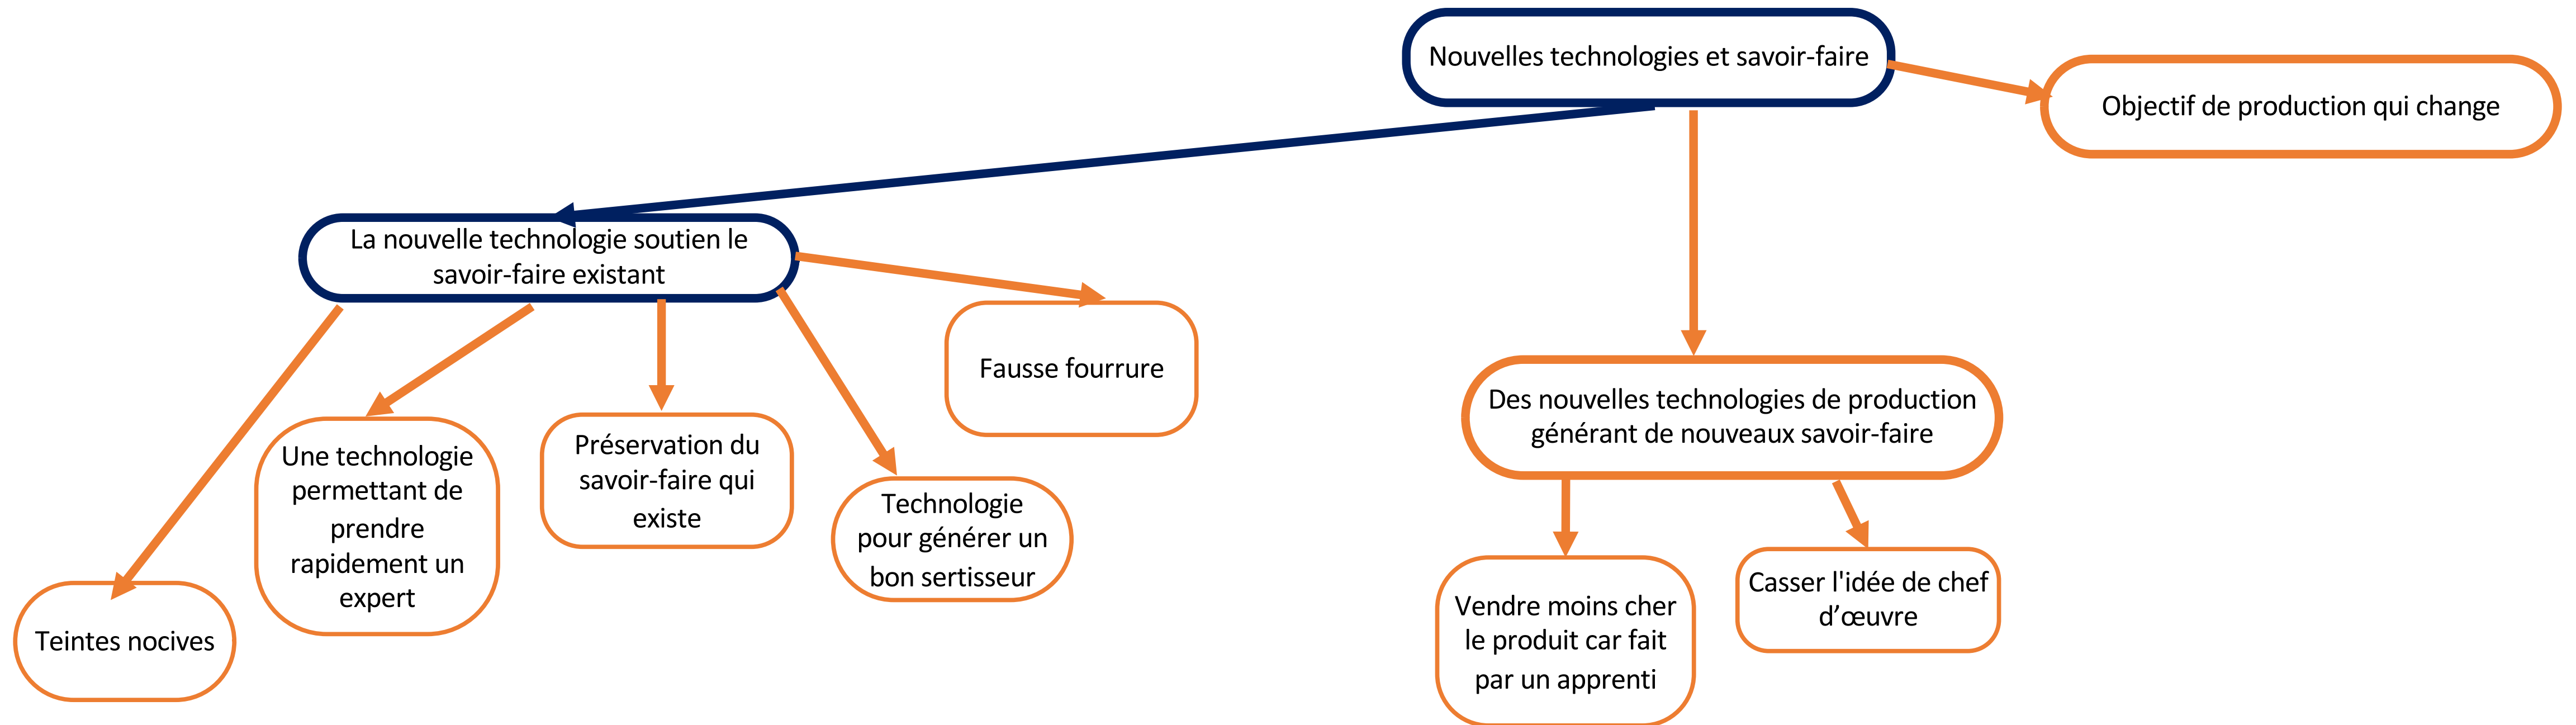 Nouvelles technologies et savoir-faire
Objectif de production qui change
La nouvelle technologie soutien le
savoir-faire existant
Fausse fourrure
Des nouvelles technologies de production
générant de nouveaux savoir-faire
Teintes nocives
Une technologie
permettant de
prendre
rapidement un
expert
Préservation du
savoir-faire qui
existe
Technologie
pour générer un
bon sertisseur
Vendre moins cher
le produit car fait
par un apprenti
Casser l'idée de chef
d’œuvre